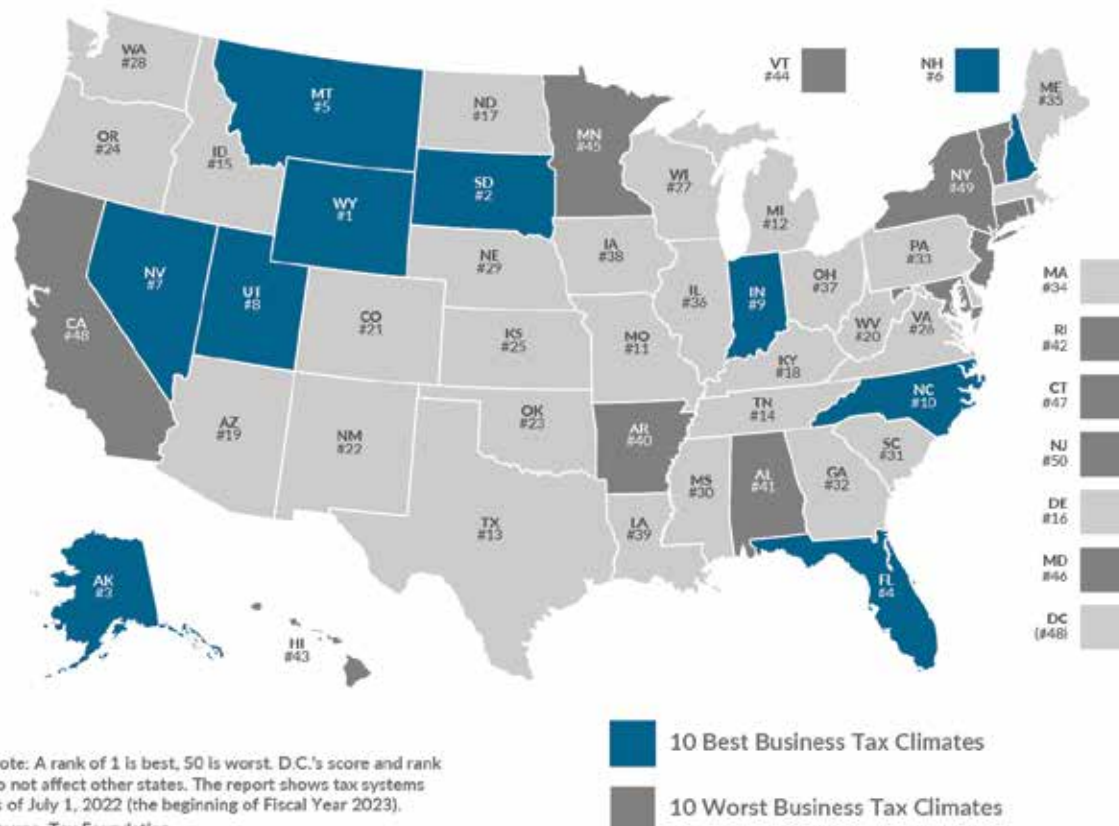 WA
#28
MT
#5
ND
#17
MN
#45
VT
#44
NH
#6
ME
#35
OR
#24
ID
#15
WY
#1
SD
#2
WI
#27
MI
#12
NY
#49
NV
#7
UT
#8
NE
#29
IA
#38
IL
#36
IN
#9
OH
#37
PA
#33
CA
#48
CO
#21
KS
#25
MO
#11
WV
#20
VA
#26
KY
#18
AZ
#19
NM
#22
OK
#23
AR
#40
TN
#14
NC
#10
SC
#31
TX
#13
LA
#39
MS
#30
AL
#41
GA
#32
AK
#3
HI
#43
FL
#4
MA
#34
RI
#42
CT
#47
NJ
#50
DE
#16
MD
#46
DC
(#48)
10 Best Business Tax Climates
10 Worst Business Tax Climates
ote: A rank of 1 is best, 50 is worst. D.C.'s score and rank
o not affect other states. The report shows tax systems
s of July 1, 2022 (the beginning of Fiscal Year 2023).
Tax Foundation